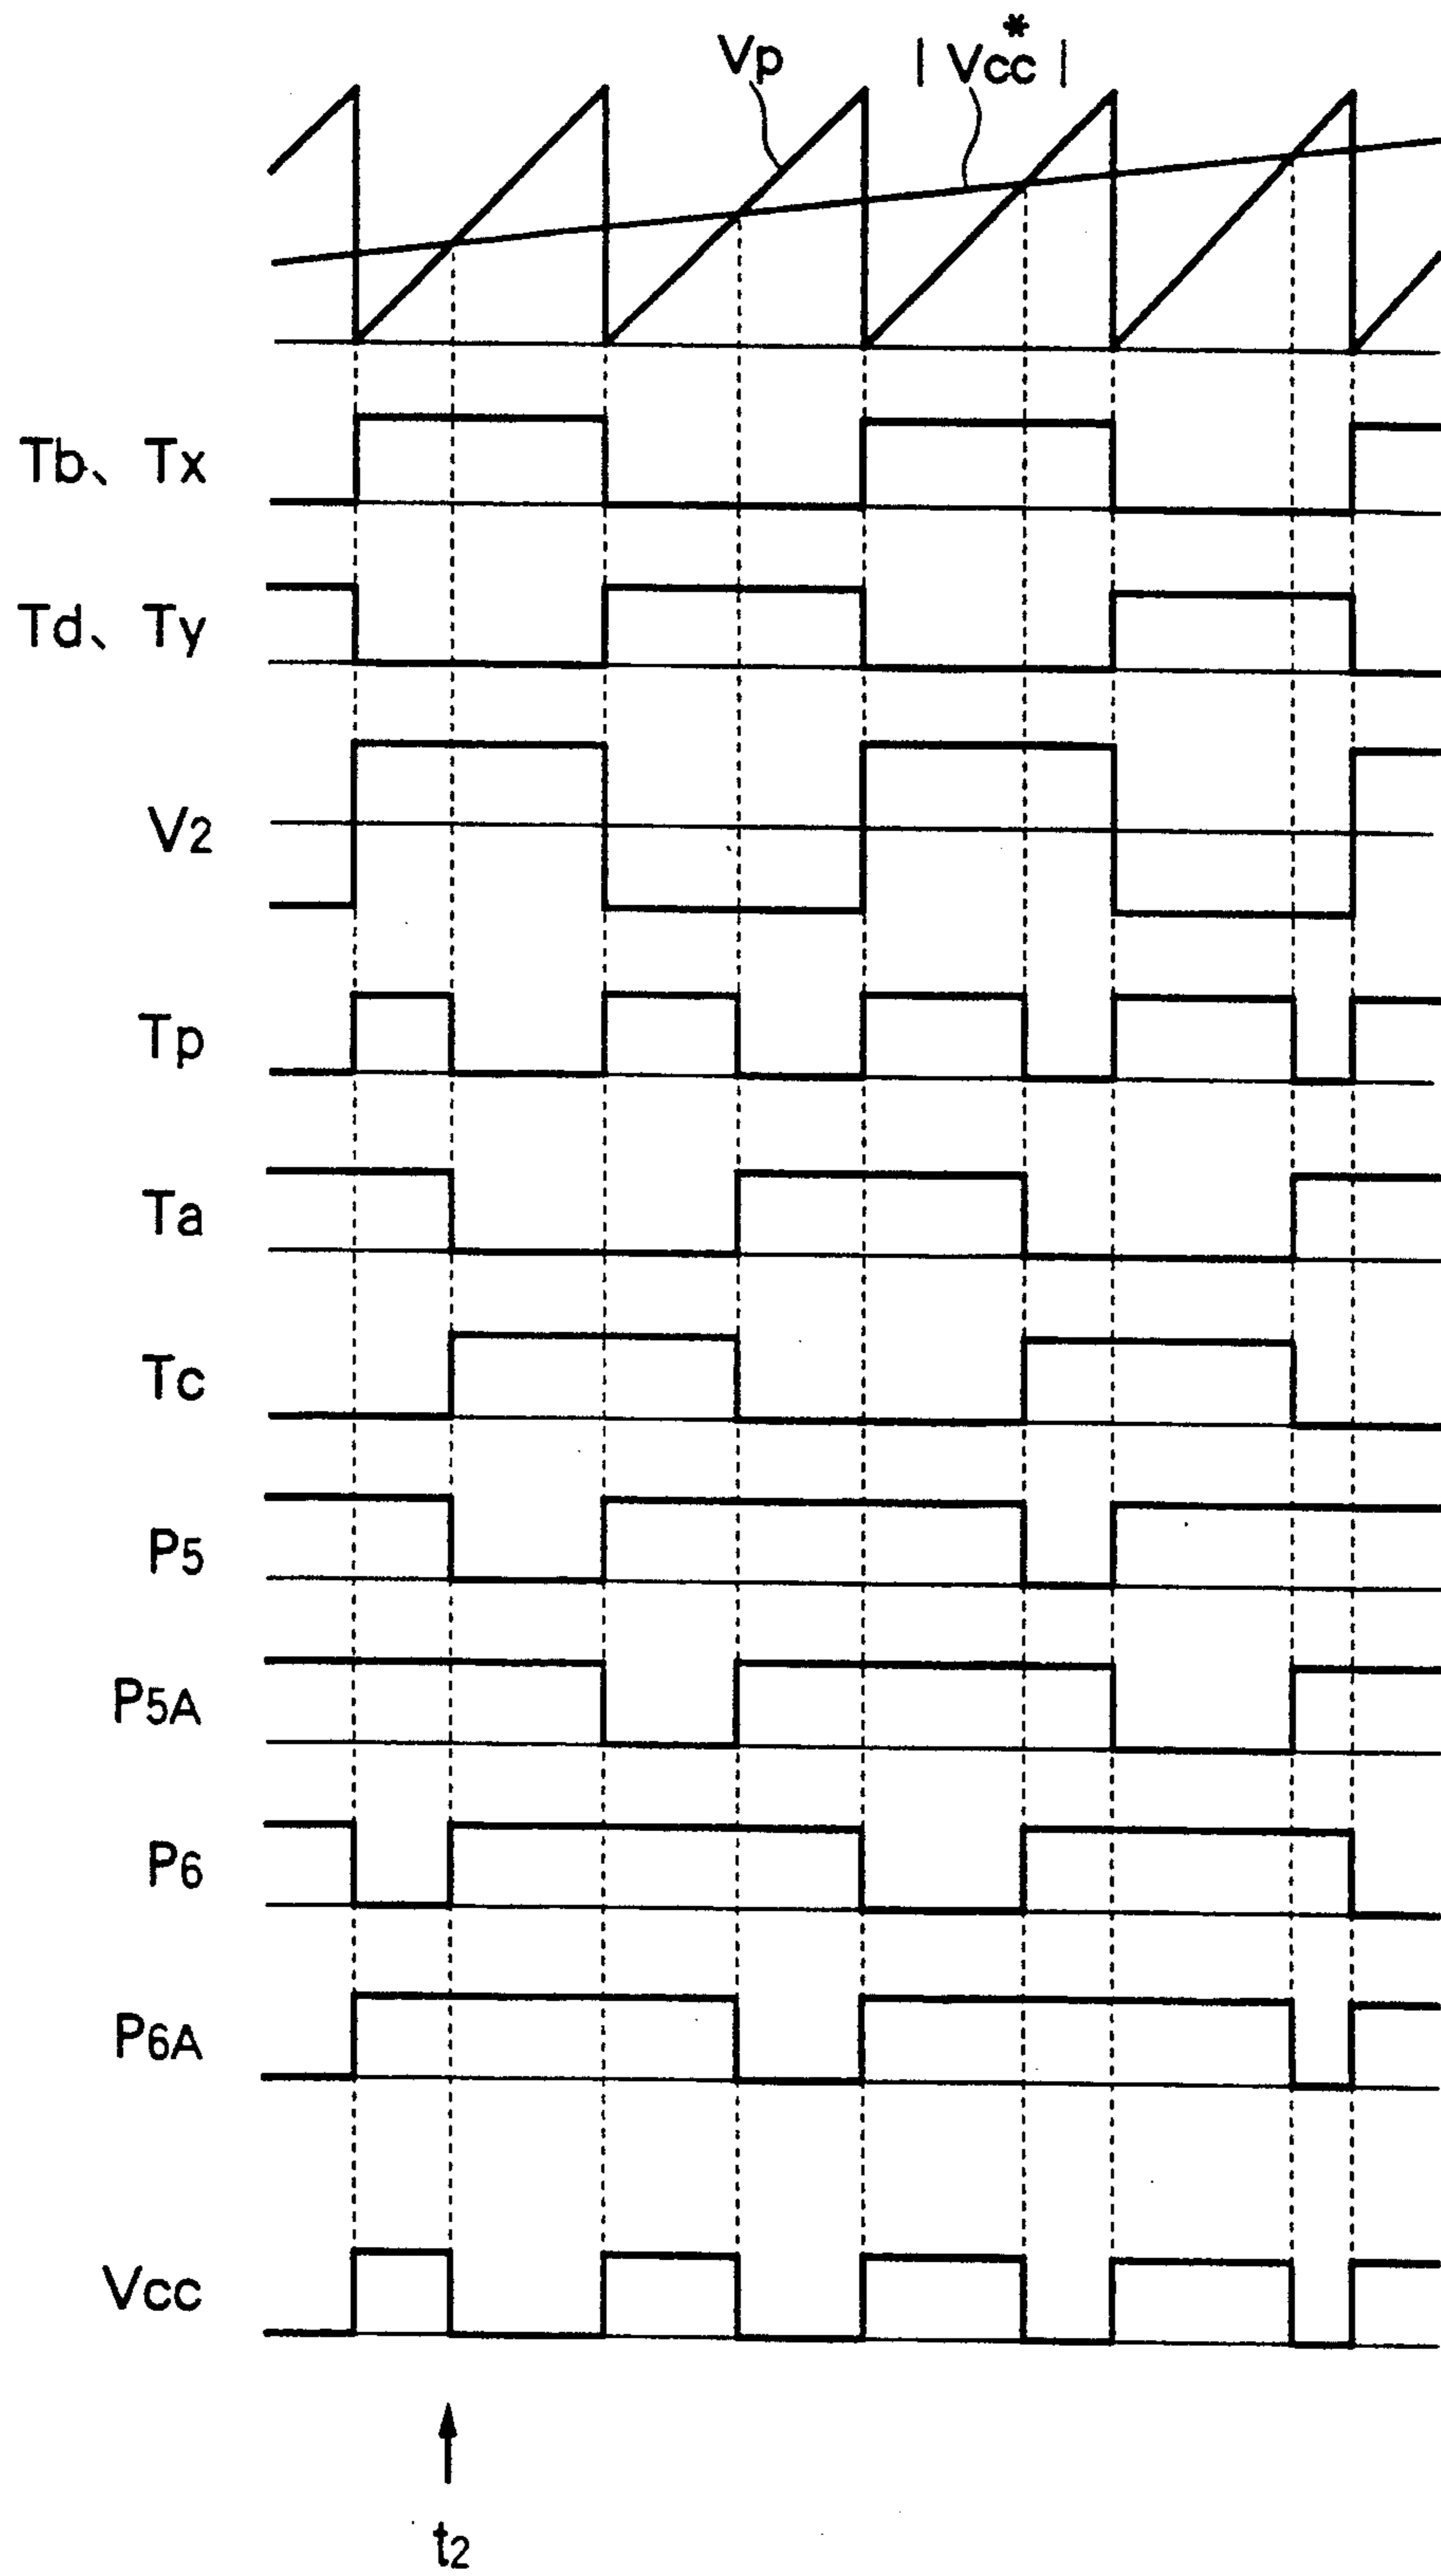 Vp
| Vcc* |
Tb、Tx
Td、Ty
V2
Tp
Ta
Tc
P5
P5A
P6
P6A
Vcc
t2